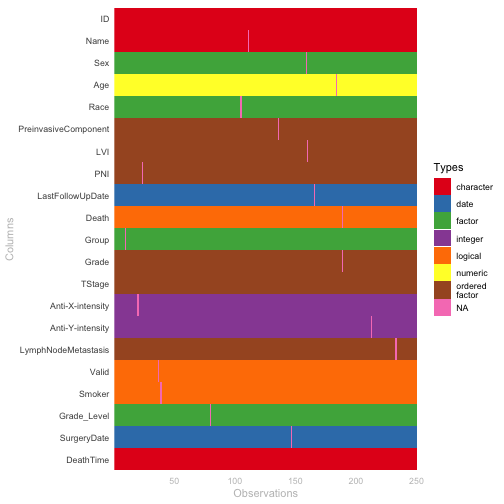 ID
Name
Sex
Age
Race
PreinvasiveComponent
LVI
PNI
LastFollowUpDate
Death
Group
Grade
TStage
Anti-X-intensity
Anti-Y-intensity
LymphNodeMetastasis
Valid
Smoker
Grade_Level
SurgeryDate
DeathTime
Columns
50 100 150 200 250
Observations
Types
character
date
factor
integer
logical
numeric
ordered
factor
NA